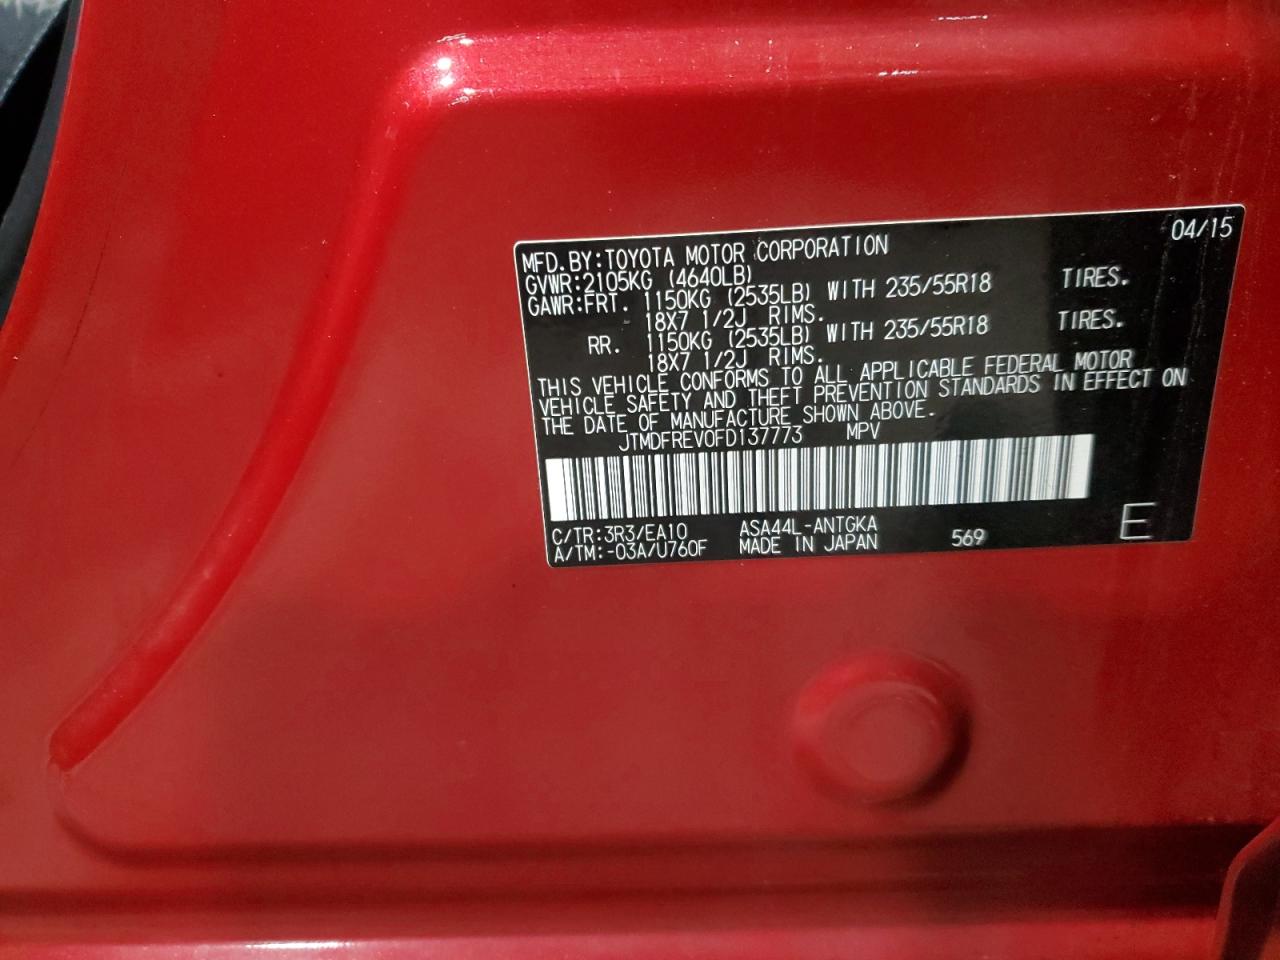 04/15
MFD.BY:TOYOTA MOTOR CORPORATION
GVWR:2105KG (4640LB)
GAWR:FRT. 1150KG (2535LB) WITH 235/55R18 TIRES.
18X7 1/2J RIMS.
RR. 1150KG (2535LB) WITH 235/55R18 TIRES.
18X7 1/2J RIMS.
THIS VEHICLE CONFORMS TO ALL APPLICABLE FEDERAL MOTOR
VEHICLE SAFETY AND THEFT PREVENTION STANDARDS IN EFFECT ON
THE DATE OF MANUFACTURE SHOWN ABOVE.
JTMDFREV0FD137773 MPV
C/TR:3R3/EA10 ASA44L-ANTGKA
A/TM:-03A/U760F MADE IN JAPAN 569 E